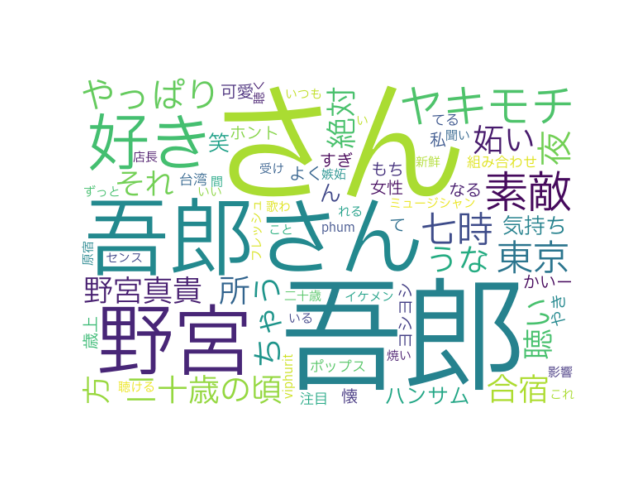 やっぱり
可愛
聴く
いつも
さん
絶対
ヤキモチ
好き
笑
ホント
い
てる
私
聞い
妬い
夜
店長
それ
台湾
間
受け
よく
嫉妬
すぎ
ん
もち
女性
新鮮
なる
組み合わせ
素敵
ずっと
いい
歌わ
ミュージシャン
吾郎さん
フレッシュ
こと
phum
れる
て
七時
気持ち
原宿
センス
うな
東京
かいー
やき
野宮真貴
所
ちゃう
二十歳
イケメン
ヨシヨシ
聴い
歳上
野宮
いる
吾郎
焼い
ポップス
影響
方
聴ける
二十歳の頃
viphunt
注目
懐
ハンサム
合宿
これ